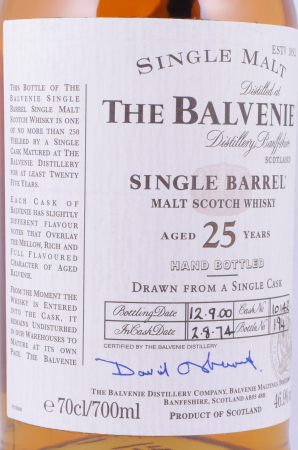 THIS BOTTLE OF THE
BALVENIE SINGLE
BARREL SINGLE MALT
SCOTCH WHISKY IS ONE
OF NO MORE THAN 250
YIELDED BY A SINGLE
CASK MATURED AT THE
BALVENIE DISTILLERY
FOR AT LEAST TWENTY
FIVE YEARS.
EACH CASK OF
BALVENIE HAS SLIGHTLY
DIFFERENT FLAVOUR
NOTES THAT OVERLAY
THE MELLOW, RICH AND
FULL FLAVOURED
CHARACTER OF AGED
BALVENIE.
FROM THE MOMENT THE
WHISKY IS ENTERED
INTO THE CASK, IT
REMAINS UNDISTURBED
IN OUR WAREHOUSES TO
MATURE AT ITS OWN
PACE. THE BALVENIE
e 70cl/700ml
ESTD
SINGLE MALT
Distilled at
THE BALVENIE
Distillery, Banffshire
SCOTLAND
SINGLE BARREL
MALT SCOTCH WHISKY
AGED 25 YEARS
HAND BOTTLED
DRAWN FROM A SINGLE CASK
Bottling Date 12.9.00 Cask No
In Cask Date 2.8.74 Bottle No
CERTIFIED BY THE BALVENIE DISTILLERY
David
THE BALVENIE DISTILLERY COMPANY, BALVENIE
BANFFSHIRE, SCOTLAND AB55 4BB
PRODUCT OF SCOTLAND